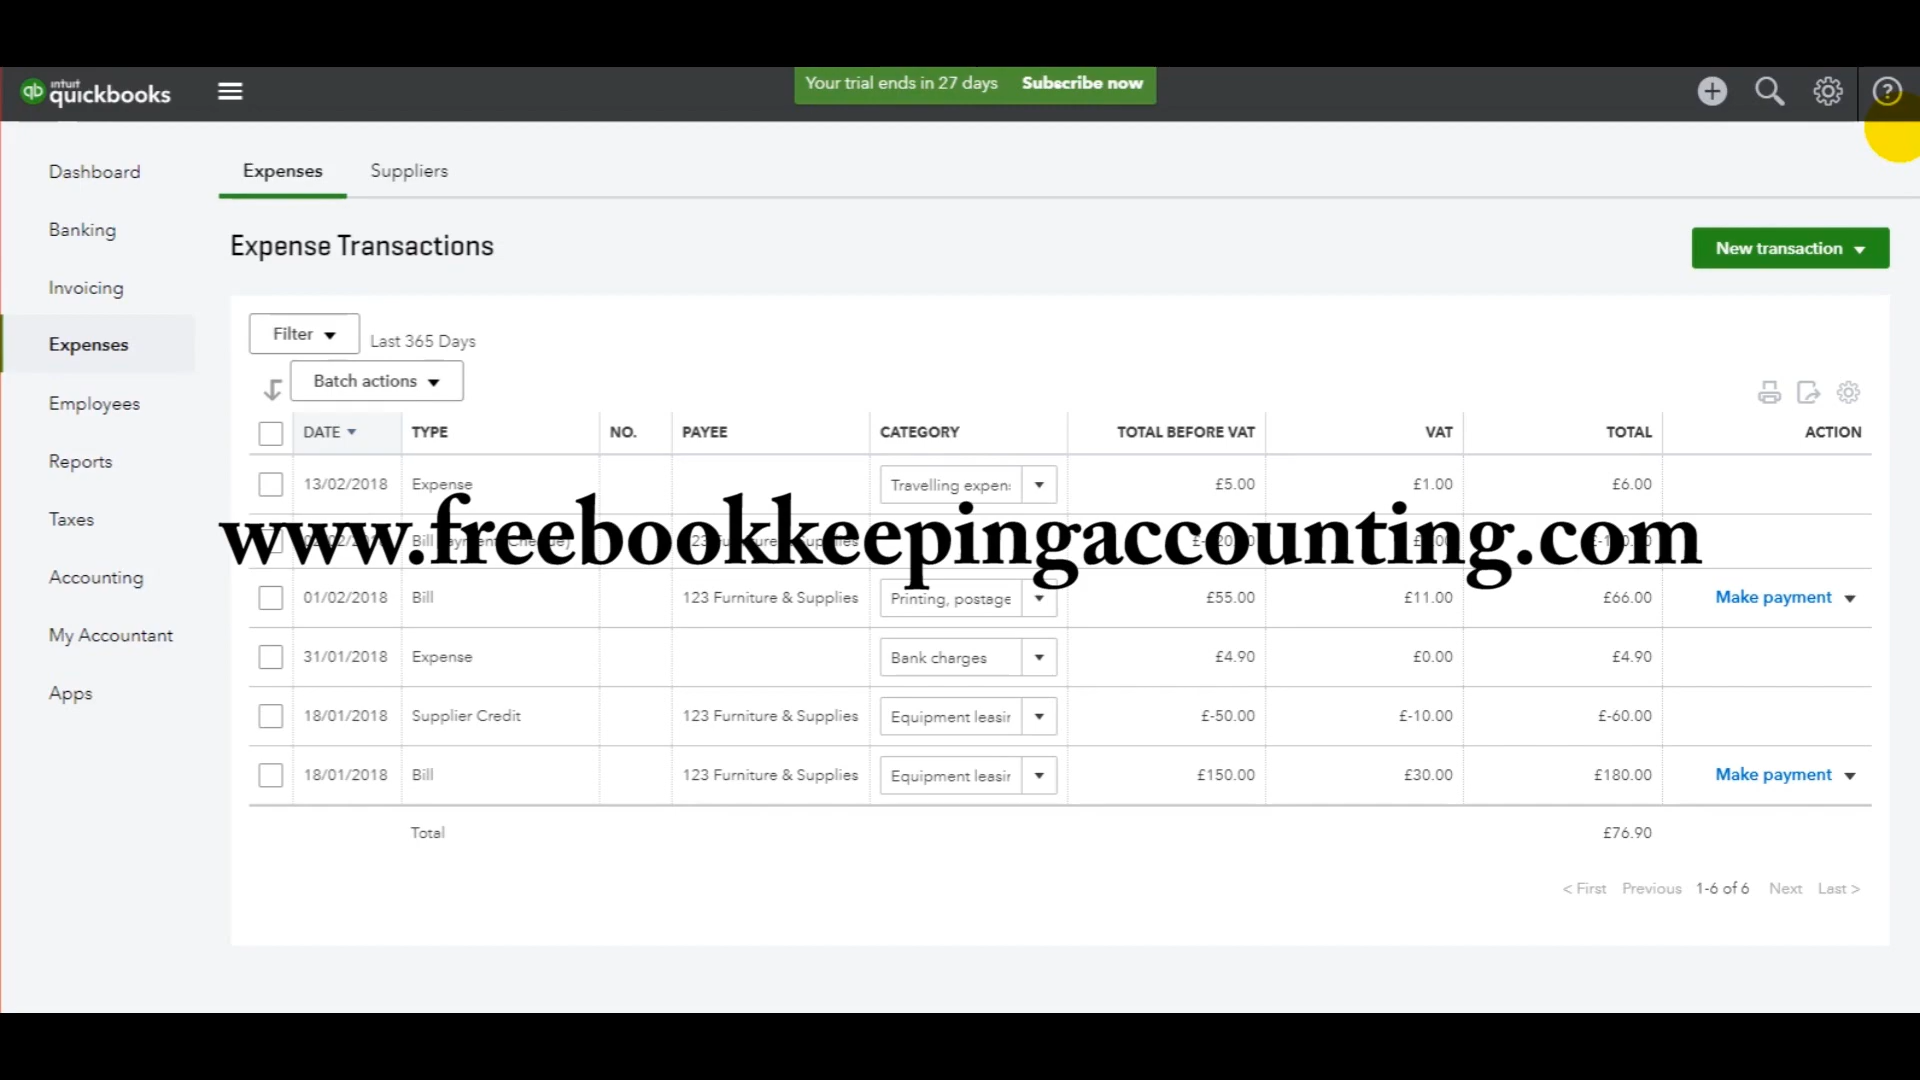 intuit
quickbooks
Your trial ends in 27 days Subscribe now
Dashboard
Banking
Invoicing
Expenses
Employees
Reports
Taxes
Accounting
My Accountant
Apps
Expenses Suppliers
Expense Transactions
New transaction
Filter Last 365 Days
Batch actions
DATE TYPE NO. PAYEE CATEGORY TOTAL BEFORE VAT VAT TOTAL ACTION
13/02/2018 Expense Travelling expen: £5.00 £1.00 £6.00
www.freebookkeepingaccounting.com
01/02/2018 Bill 123 Furniture & Supplies Printing, postage £55.00 £11.00 £66.00 Make payment
31/01/2018 Expense Bank charges £4.90 £0.00 £4.90
18/01/2018 Supplier Credit 123 Furniture & Supplies Equipment leasir £-50.00 £-10.00 £-60.00
18/01/2018 Bill 123 Furniture & Supplies Equipment leasir £150.00 £30.00 £180.00 Make payment
Total £76.90
< First Previous 1-6 of 6 Next Last >